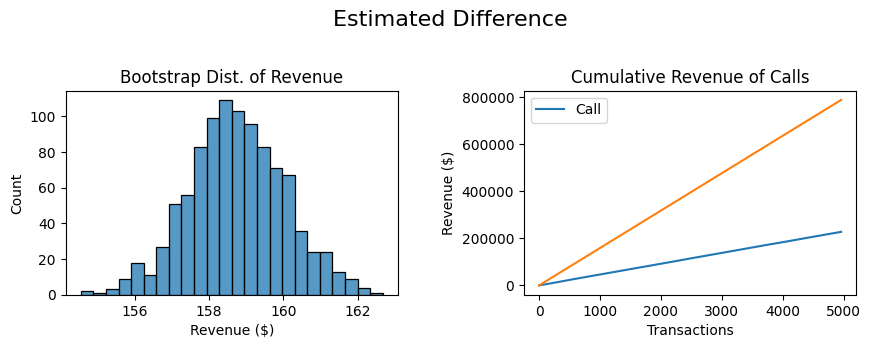 Estimated Difference
Bootstrap Dist. of Revenue
Count
100
80
60
40
20
0
156
158
160
162
Revenue ($)
Cumulative Revenue of Calls
Call
Revenue ($)
800000
600000
400000
200000
0
0
1000
2000
3000
4000
5000
Transactions